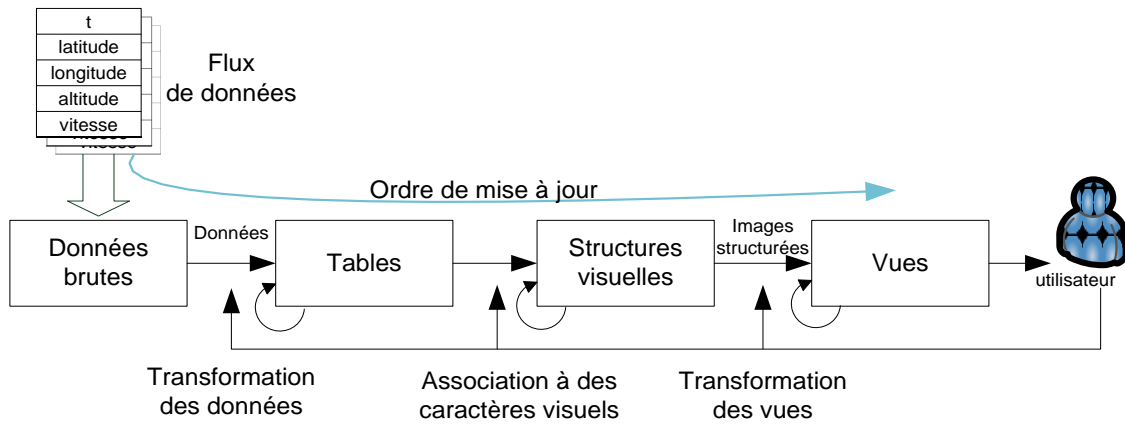 t
latitude
longitude
altitude
vitesse
vitesse
Flux
de données
Ordre de mise à jour
Données
brutes
Données
Tables
Structures
visuelles
Images
structurées
Vues
utilisateur
Transformation
des données
Association à des
caractères visuels
Transformation
des vues